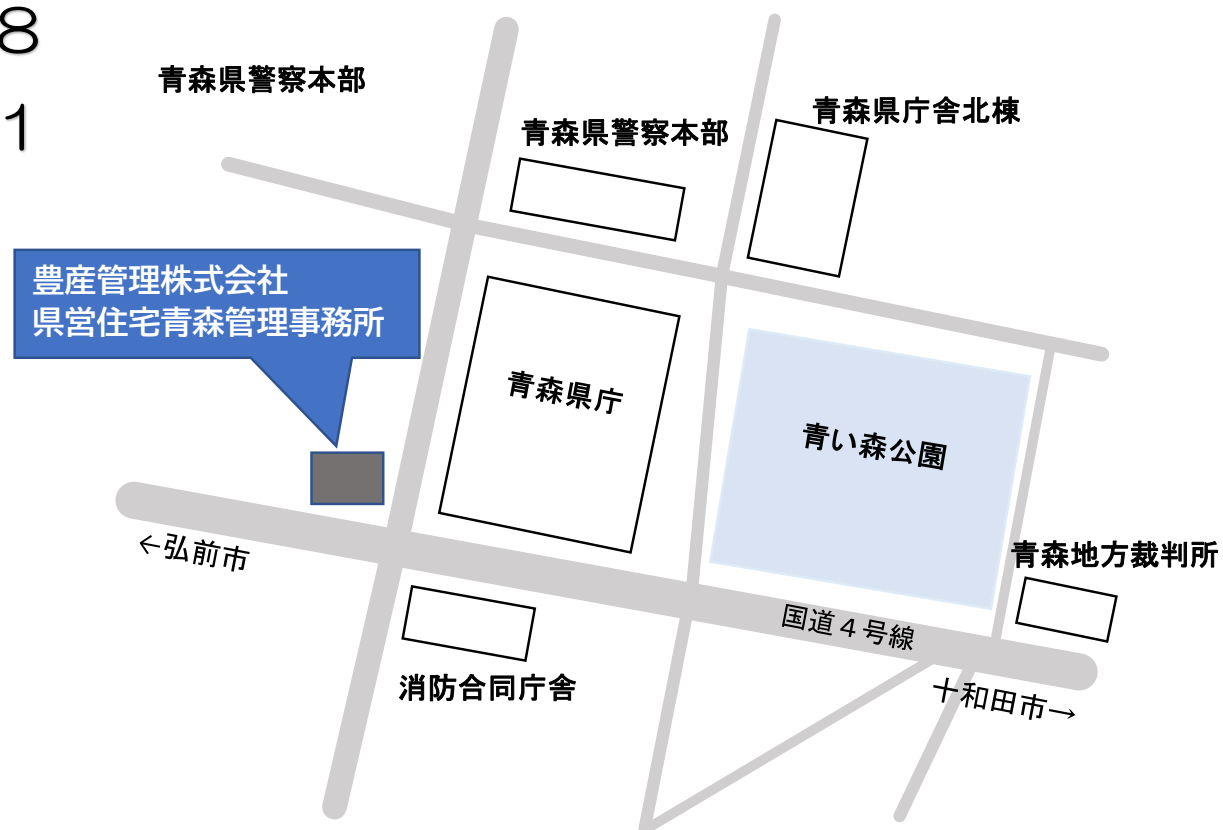 8
1
青森県警察本部
青森県警察本部
青森県庁舎北棟
豊産管理株式会社
県営住宅青森管理事務所
青森県庁
青い森公園
←弘前市
青森地方裁判所
国道４号線
消防合同庁舎
十和田市→